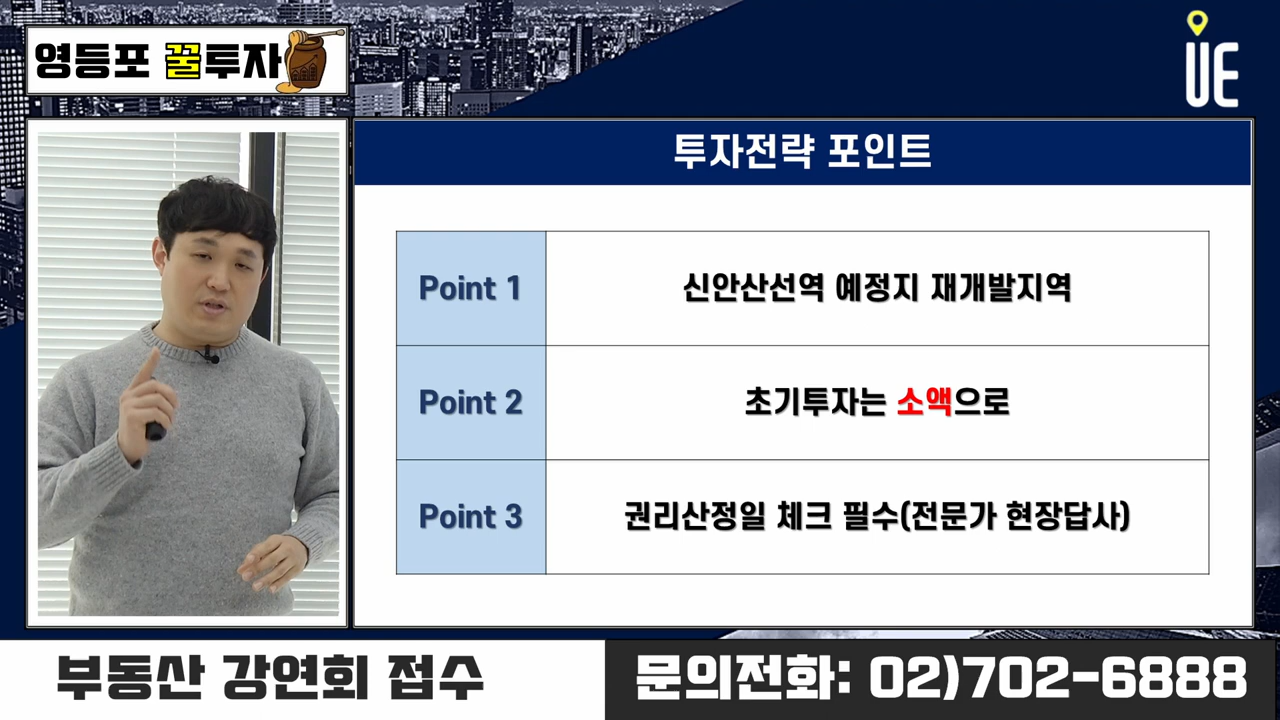 영등포 꿀투자
UE
투자전략 포인트
Point 1
신안산선역 예정지 재개발지역
Point 2
초기투자는 소액으로
Point 3
권리산정일 체크 필수(전문가 현장답사)
부동산 강연회 접수
문의전화: 02)702-6888